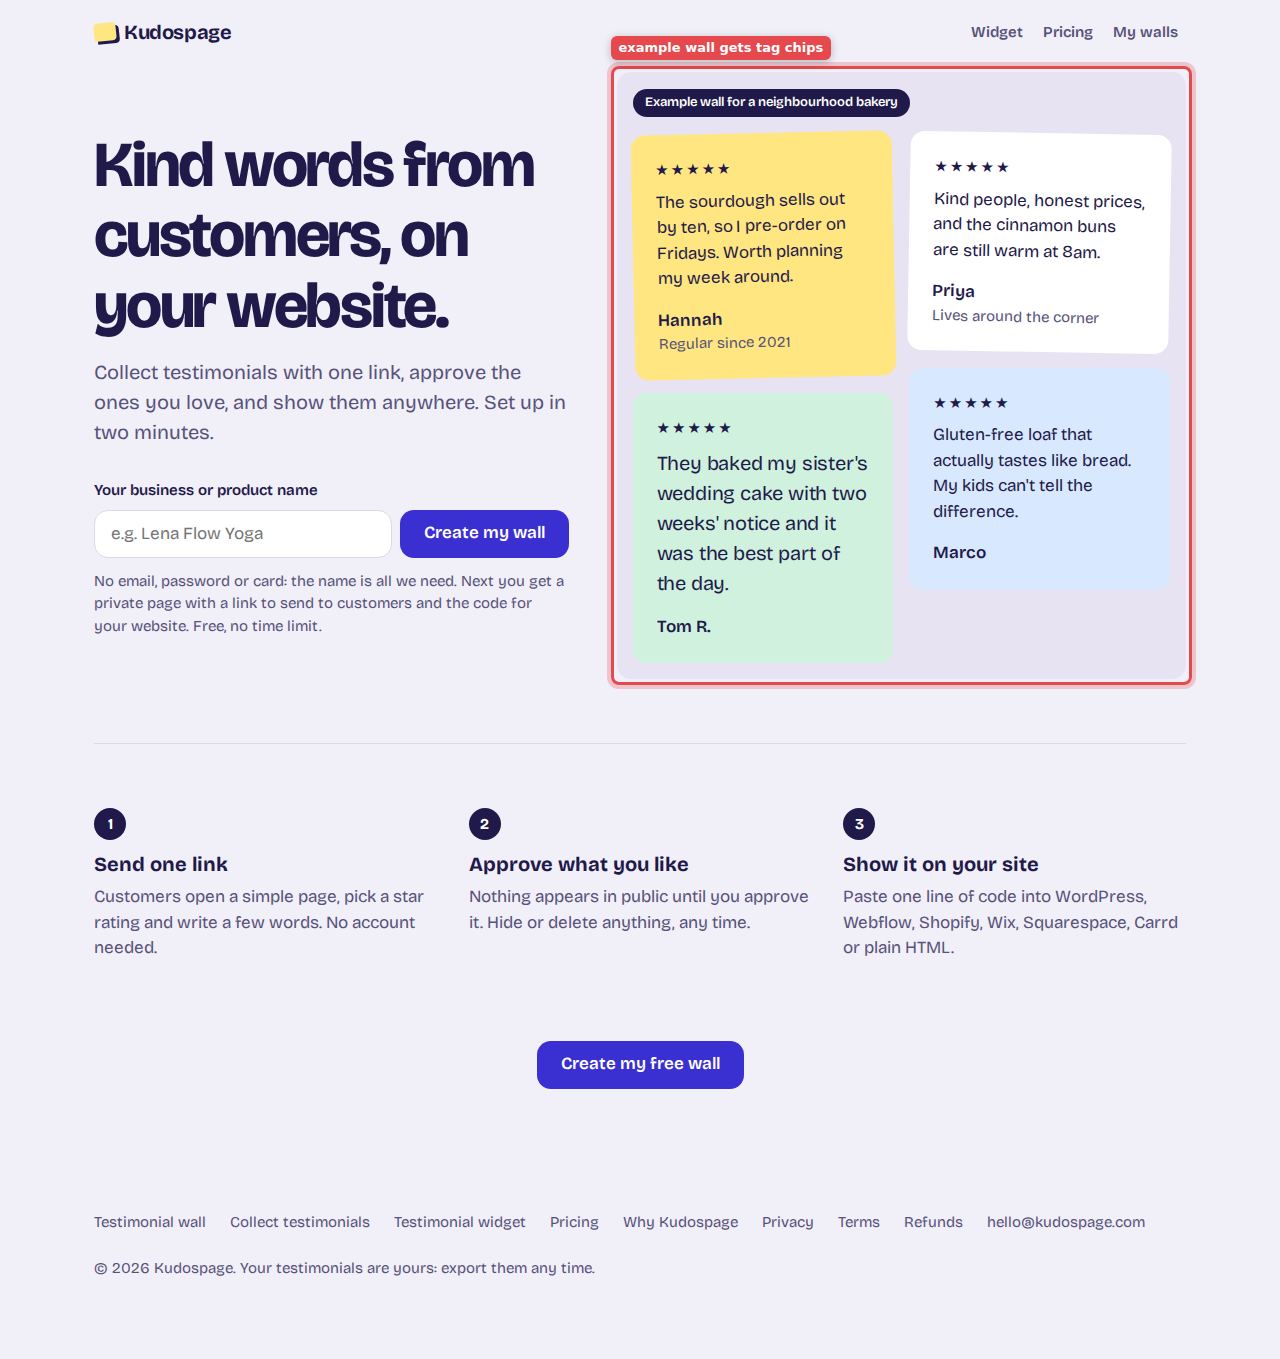 Kudospage
Widget Pricing My walls
example wall gets tag chips
Kind words from
customers, on
your website.
Collect testimonials with one link, approve the
ones you love, and show them anywhere. Set up in
two minutes.
Your business or product name
e.g. Lena Flow Yoga
Create my wall
No email, password or card: the name is all we need. Next you get a
private page with a link to send to customers and the code for
your website. Free, no time limit.
Example wall for a neighbourhood bakery
★★★★★
The sourdough sells out
by ten, so I pre-order on
Fridays. Worth planning
my week around.
Hannah
Regular since 2021
★★★★★
They baked my sister's
wedding cake with two
weeks' notice and it
was the best part of
the day.
Tom R.
★★★★★
Kind people, honest prices,
and the cinnamon buns
are still warm at 8am.
Priya
Lives around the corner
★★★★★
Gluten-free loaf that
actually tastes like bread.
My kids can't tell the
difference.
Marco
1
Send one link
Customers open a simple page, pick a star
rating and write a few words. No account
needed.
2
Approve what you like
Nothing appears in public until you approve
it. Hide or delete anything, any time.
3
Show it on your site
Paste one line of code into WordPress,
Webflow, Shopify, Wix, Squarespace, Carrd
or plain HTML.
Create my free wall
Testimonial wall Collect testimonials Testimonial widget Pricing Why Kudospage Privacy Terms Refunds hello@kudospage.com
© 2026 Kudospage. Your testimonials are yours: export them any time.